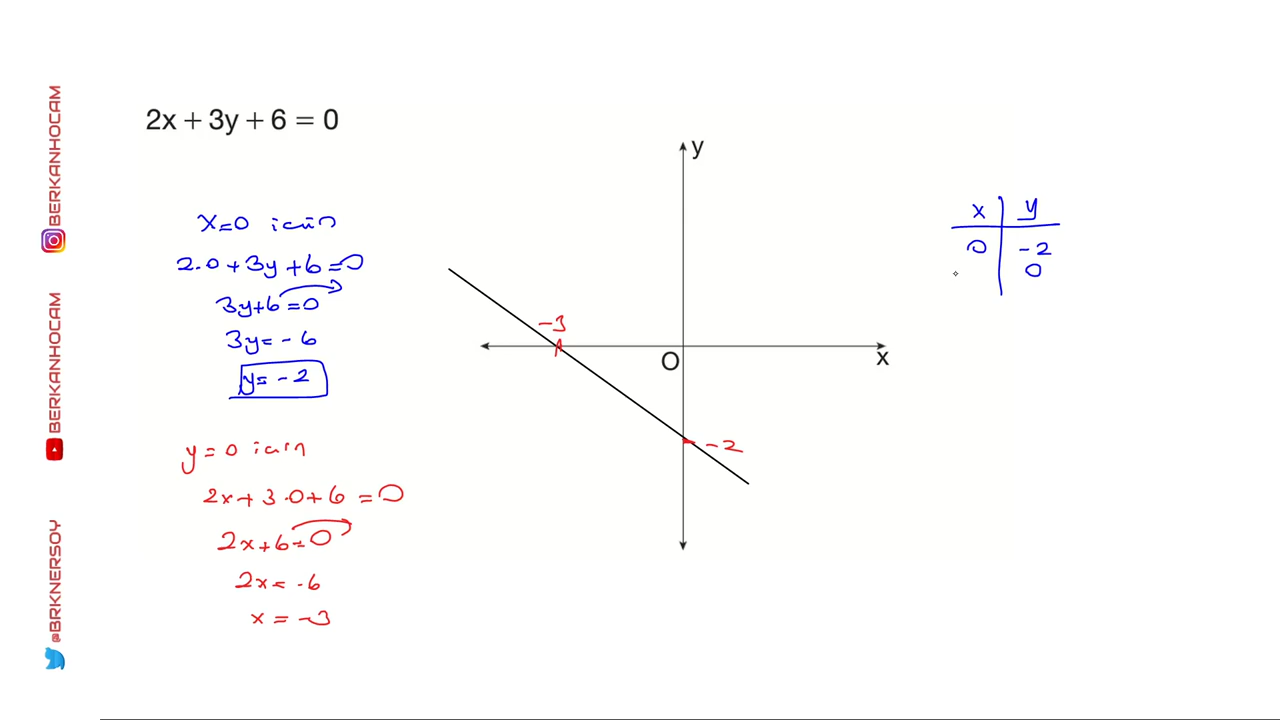 BERKANHOCAM
BERKANHOCAM
@BRKNERSOY
2x + 3y + 6 = 0
x=0 için
2.0+3y+6=0
3y+6=0
3y=-6
y=-2
y=0 için
2x+3.0+6=0
2x+6=0
2x=-6
x=-3
y
-3
O
x
-2
x y
0 -2
0